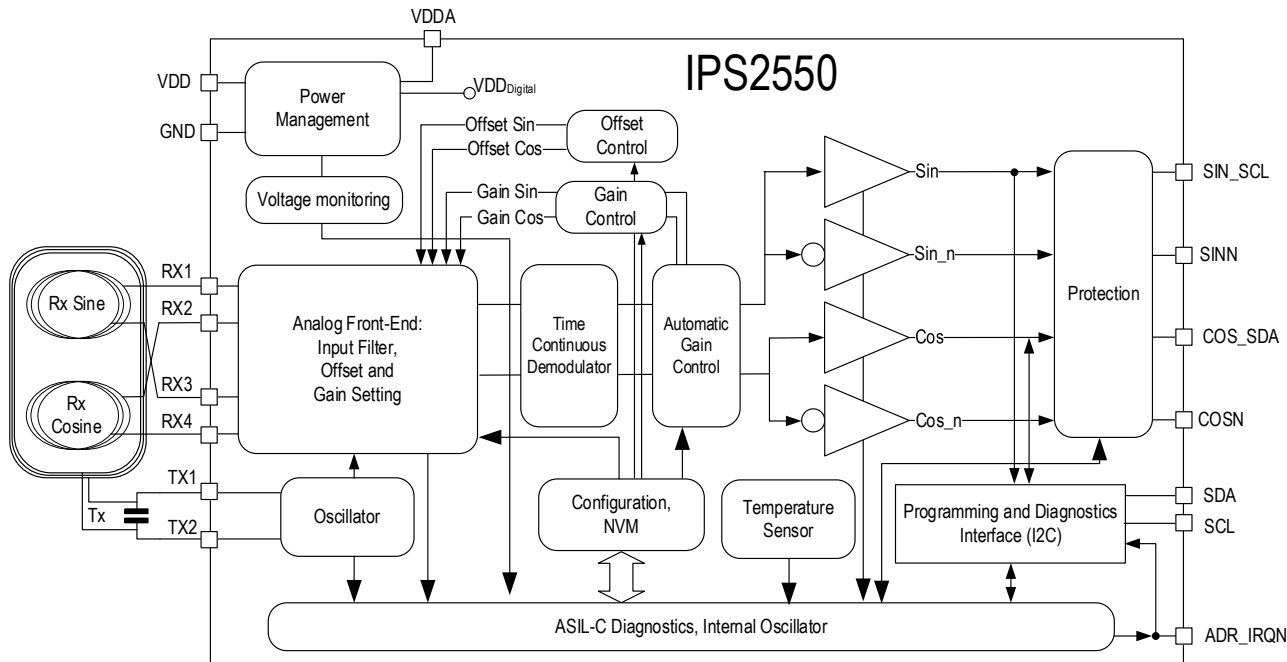 VDDA
IPS2550
VDD
GND
Power
Management
VDDDigital
Offset Sin
Offset Cos
Offset
Control
Gain Sin
Gain Cos
Gain
Control
Voltage monitoring
Sin
Sin_n
Cos
Cos_n
Protection
SIN_SCL
SINN
COS_SDA
COSN
RX1
RX2
RX3
RX4
Rx Sine
Rx
Cosine
Analog Front-End:
Input Filter,
Offset and
Gain Setting
Time
Continuous
Demodulator
Automatic
Gain
Control
TX1
Tx
TX2
Oscillator
Configuration,
NVM
Temperature
Sensor
Programming and Diagnostics
Interface (I2C)
SDA
SCL
ASIL-C Diagnostics, Internal Oscillator
ADR_IRQN